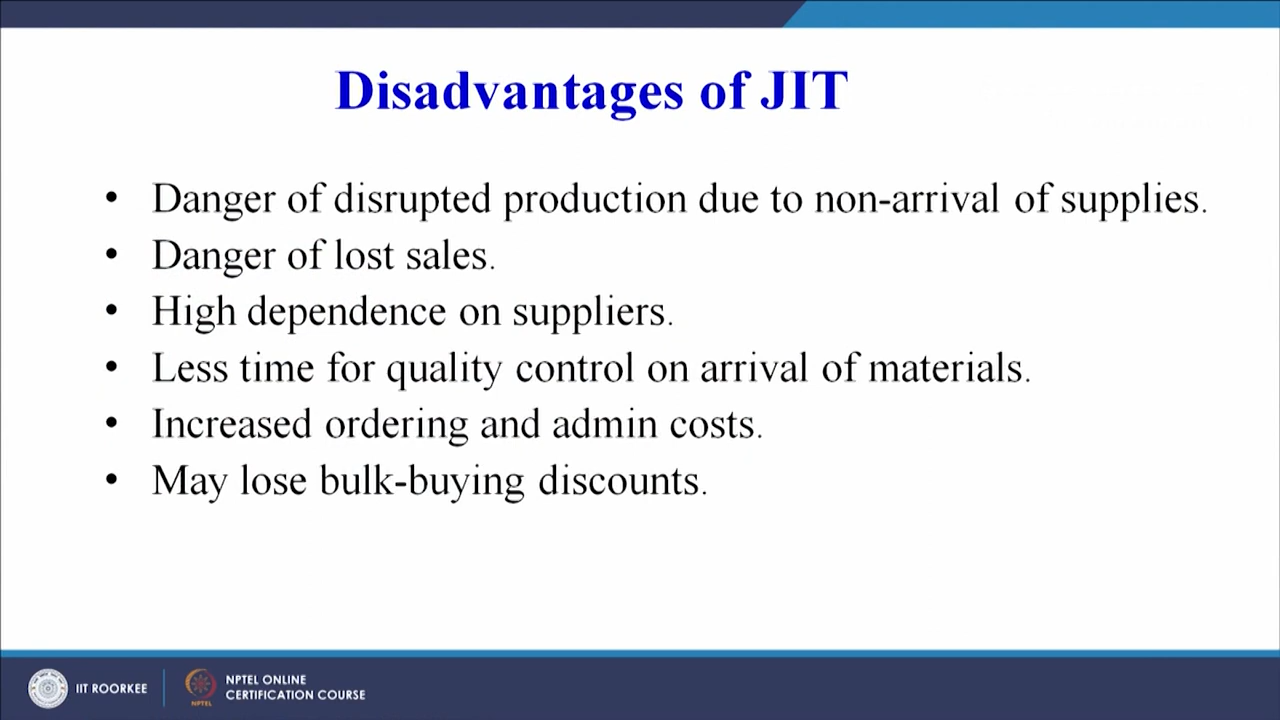 Disadvantages of JIT
• Danger of disrupted production due to non-arrival of supplies.
• Danger of lost sales.
• High dependence on suppliers.
• Less time for quality control on arrival of materials.
• Increased ordering and admin costs.
• May lose bulk-buying discounts.
IIT ROORKEE
NPTEL
NPTEL ONLINE
CERTIFICATION COURSE